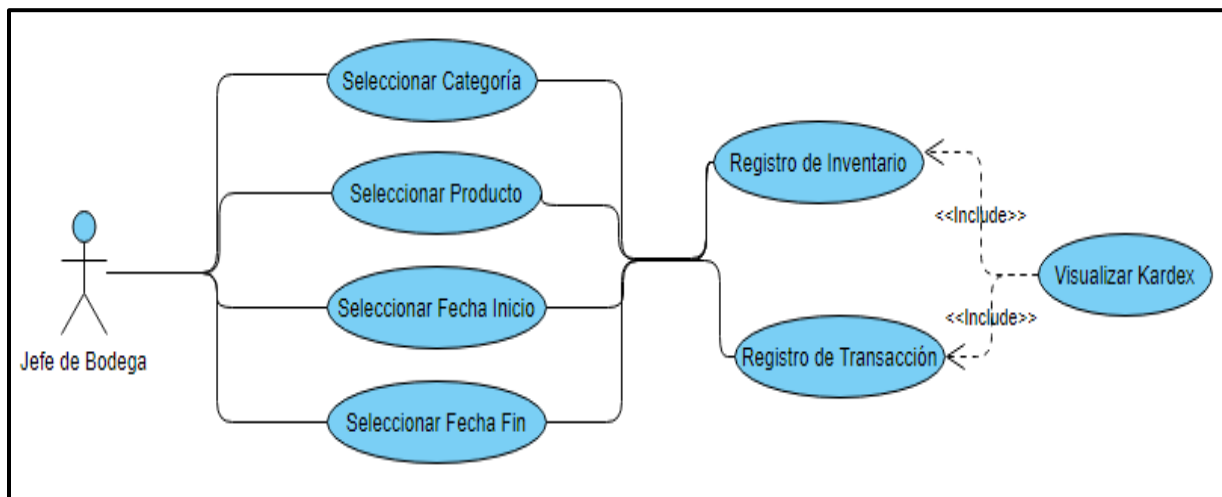 Seleccionar Categoría
Seleccionar Producto
Seleccionar Fecha Inicio
Seleccionar Fecha Fin
Jefe de Bodega
Registro de Inventario
Registro de Transacción
<<Include>>
<<Include>>
Visualizar Kardex